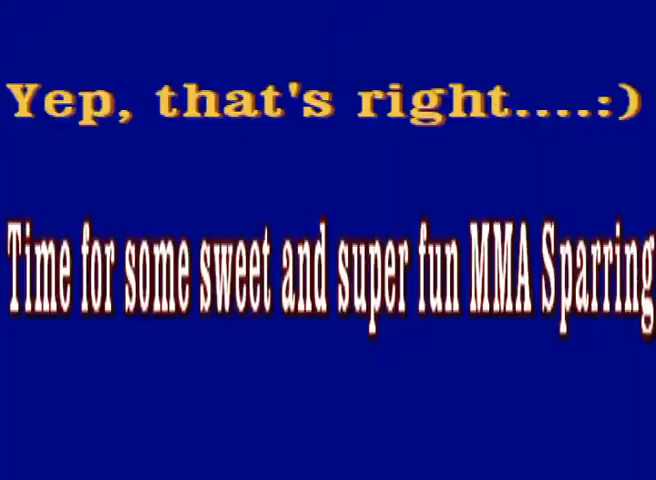 Yep, that's right....:)
Time for some sweet and super fun MMA Sparring